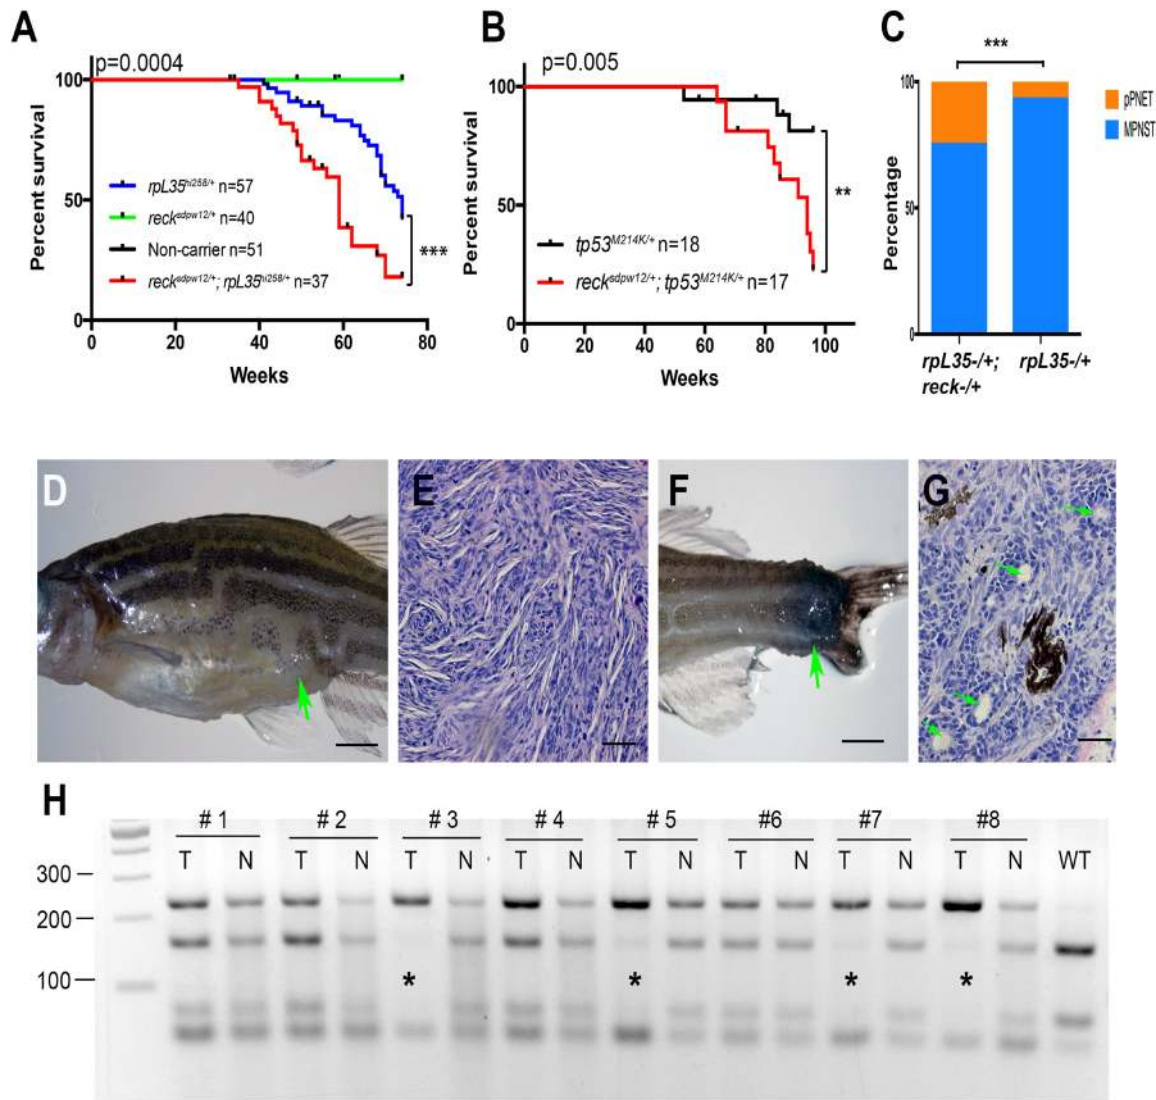 A
p=0.0004
Percent survival
100
50
0
rpL35hi258/+ n=57
recksdpw12/+ n=40
Non-carrier n=51
recksdpw12/+; rpL35hi258/+ n=37
***
0 20 40 60 80
Weeks
B
p=0.005
Percent survival
100
50
0
tp53M214K/+ n=18
recksdpw12/+; tp53M214K/+ n=17
**
0 20 40 60 80 100
Weeks
C
***
Percentage
100
50
0
pPNET
MPNST
rpL35-/+; rpL35-/+
reck-/+
D E F G
H
# 1 # 2 # 3 # 4 # 5 #6 #7 #8
T N T N T N T N T N T N T N T N WT
300
200
100
* * * *